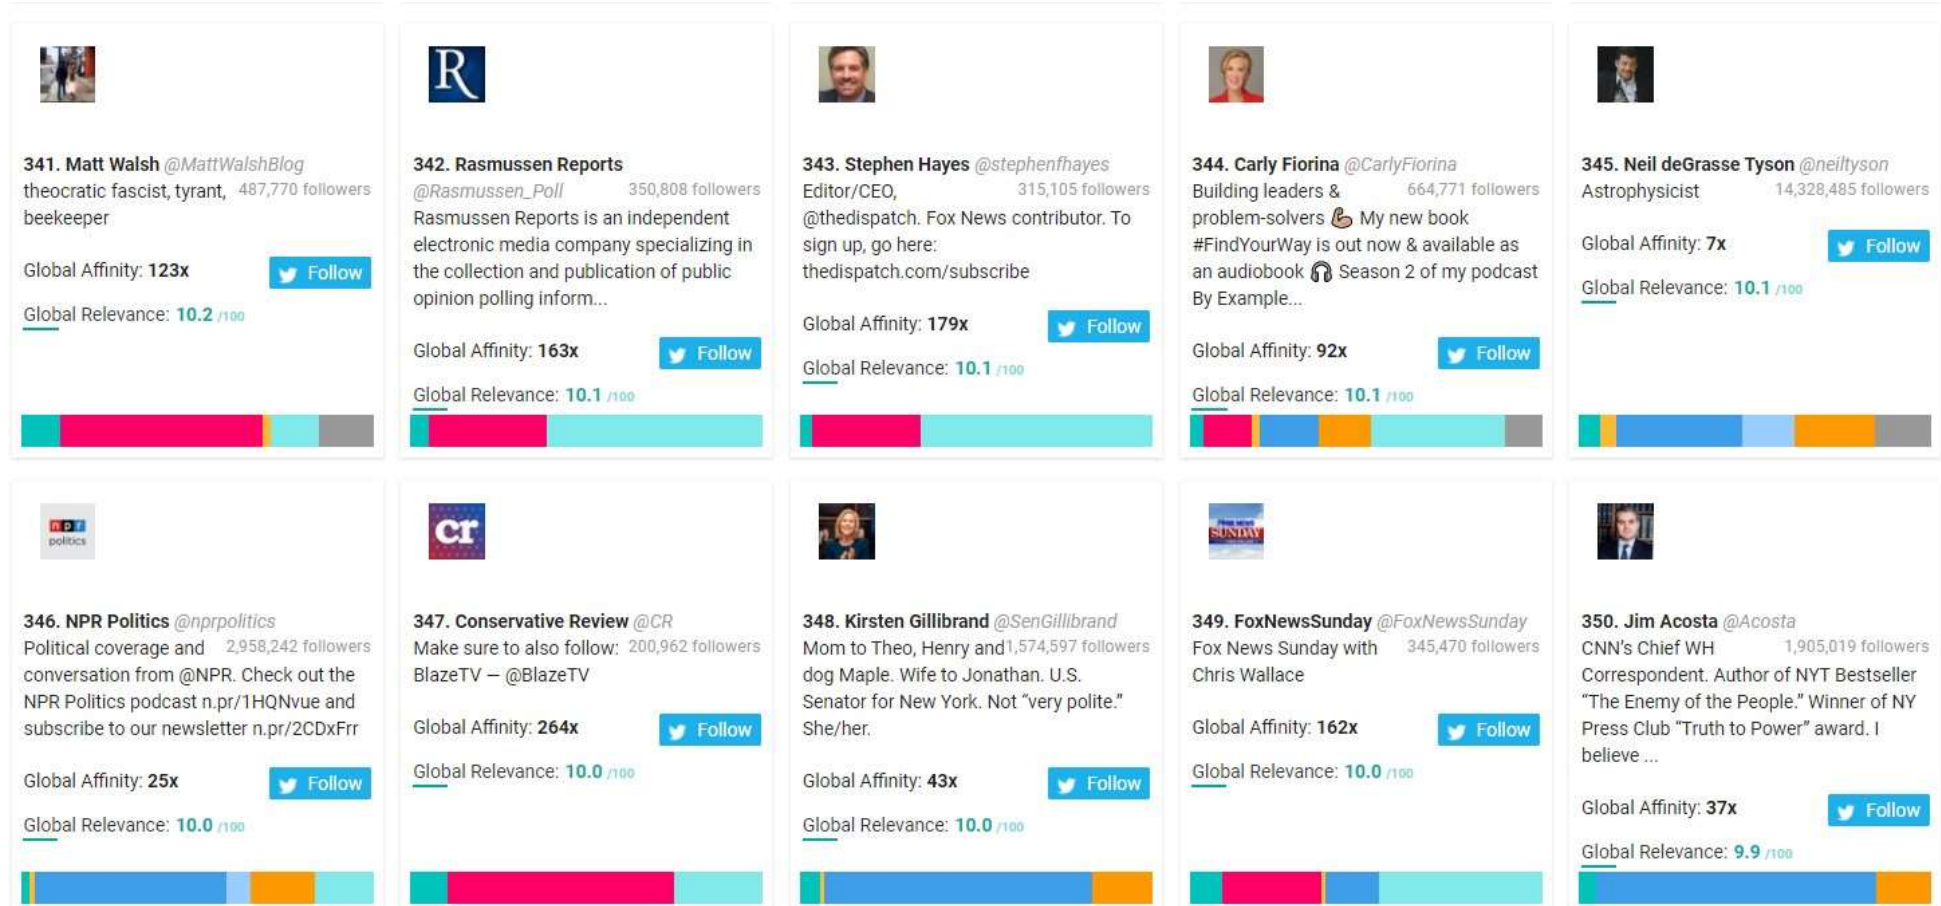 R
341. Matt Walsh @MattWalshBlog
theocratic fascist, tyrant, 487,770 followers
beekeeper
Global Affinity: 123x Follow
Global Relevance: 10.2 /100
342. Rasmussen Reports
@Rasmussen_Poll 350,808 followers
Rasmussen Reports is an independent
electronic media company specializing in
the collection and publication of public
opinion polling inform...
Global Affinity: 163x Follow
Global Relevance: 10.1 /100
343. Stephen Hayes @stephenfhayes
Editor/CEO, 315,105 followers
@thedispatch. Fox News contributor. To
sign up, go here:
thedispatch.com/subscribe
Global Affinity: 179x Follow
Global Relevance: 10.1 /100
344. Carly Fiorina @CarlyFiorina
Building leaders & 664,771 followers
problem-solvers 💪🏼 My new book
#FindYourWay is out now & available as
an audiobook 🎧 Season 2 of my podcast
By Example...
Global Affinity: 92x Follow
Global Relevance: 10.1 /100
345. Neil deGrasse Tyson @neiltyson
Astrophysicist 14,328,485 followers
Global Affinity: 7x Follow
Global Relevance: 10.1 /100
npr
politics
346. NPR Politics @nprpolitics
Political coverage and 2,958,242 followers
conversation from @NPR. Check out the
NPR Politics podcast n.pr/1HQNvue and
subscribe to our newsletter n.pr/2CDxFrr
Global Affinity: 25x Follow
Global Relevance: 10.0 /100
cr
347. Conservative Review @CR
Make sure to also follow: 200,962 followers
BlazeTV – @BlazeTV
Global Affinity: 264x Follow
Global Relevance: 10.0 /100
348. Kirsten Gillibrand @SenGillibrand
Mom to Theo, Henry and 1,574,597 followers
dog Maple. Wife to Jonathan. U.S.
Senator for New York. Not “very polite.”
She/her.
Global Affinity: 43x Follow
Global Relevance: 10.0 /100
FOX NEWS
SUNDAY
349. FoxNewsSunday @FoxNewsSunday
Fox News Sunday with 345,470 followers
Chris Wallace
Global Affinity: 162x Follow
Global Relevance: 10.0 /100
350. Jim Acosta @Acosta
CNN’s Chief WH 1,905,019 followers
Correspondent. Author of NYT Bestseller
“The Enemy of the People.” Winner of NY
Press Club “Truth to Power” award. I
believe ...
Global Affinity: 37x Follow
Global Relevance: 9.9 /100